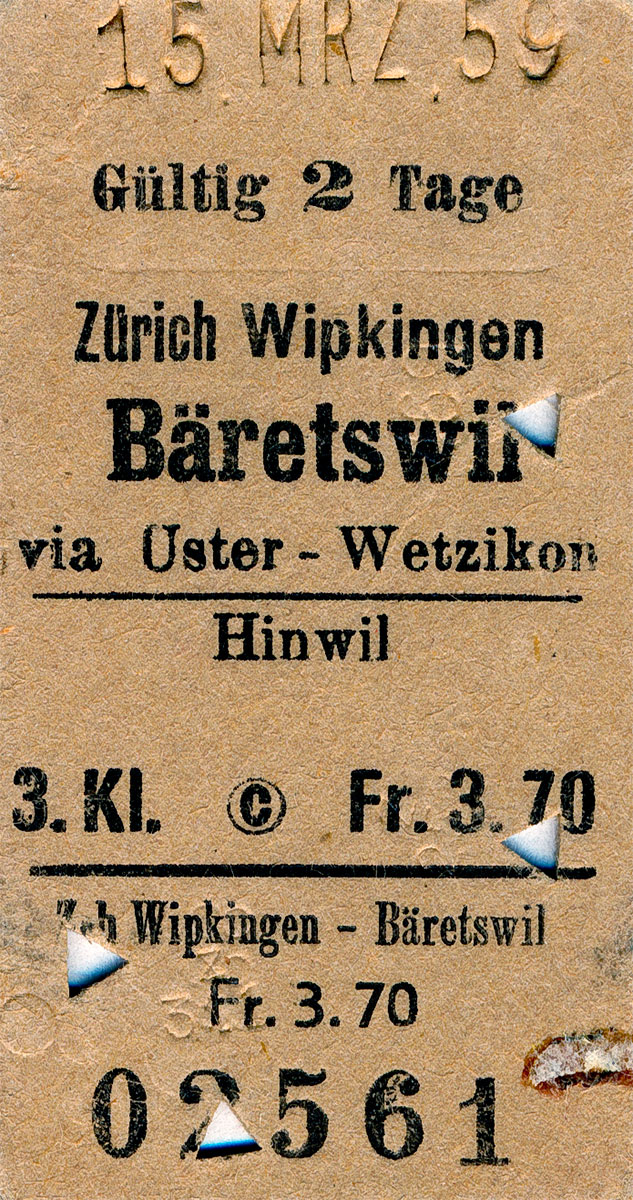 15. MRZ. 59
Gültig 2 Tage
Zürich Wipkingen
Bäretswil
via Uster - Wetzikon
Hinwil
3. Kl. © Fr. 3.70
Zch Wipkingen - Bäretswil
Fr. 3.70
02561